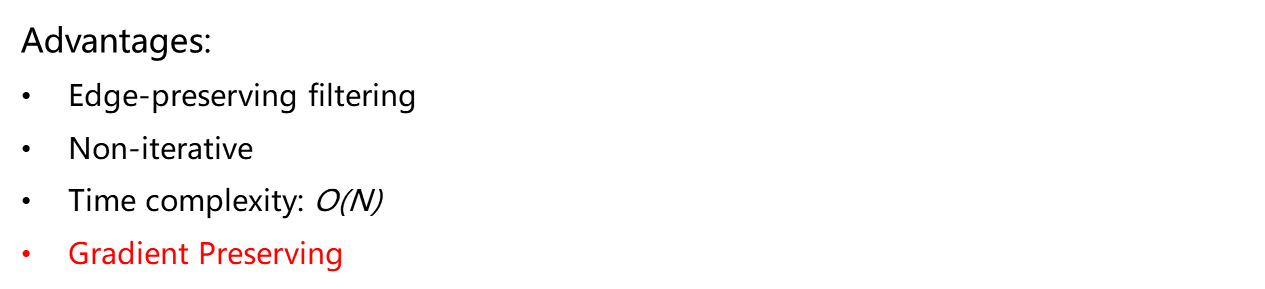 Advantages:
• Edge-preserving filtering
• Non-iterative
• Time complexity: O(N)
• Gradient Preserving